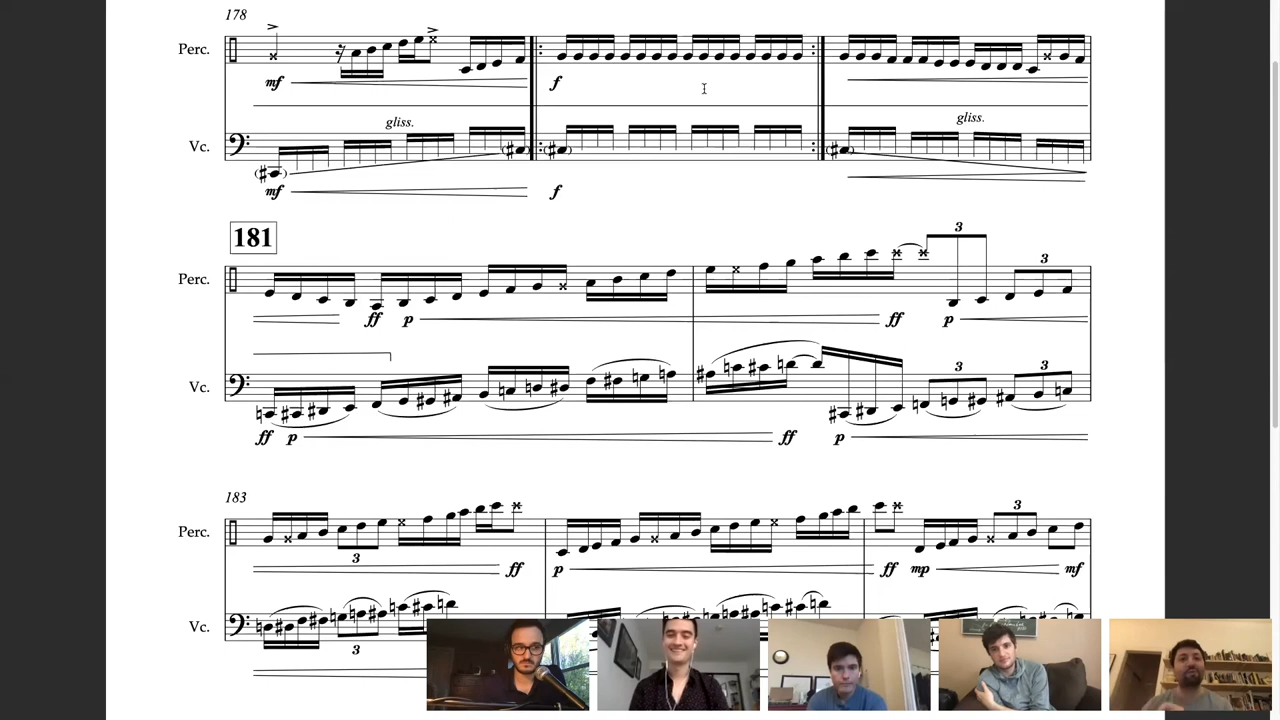 178
Perc.
mf
f
gliss.
gliss.
Vc.
mf
f
181
3
3
Perc.
ff p
ff
p
Vc.
3
3
ff p
ff
p
183
3
Perc.
3
ff
p
ff mp
mf
Vc.
3